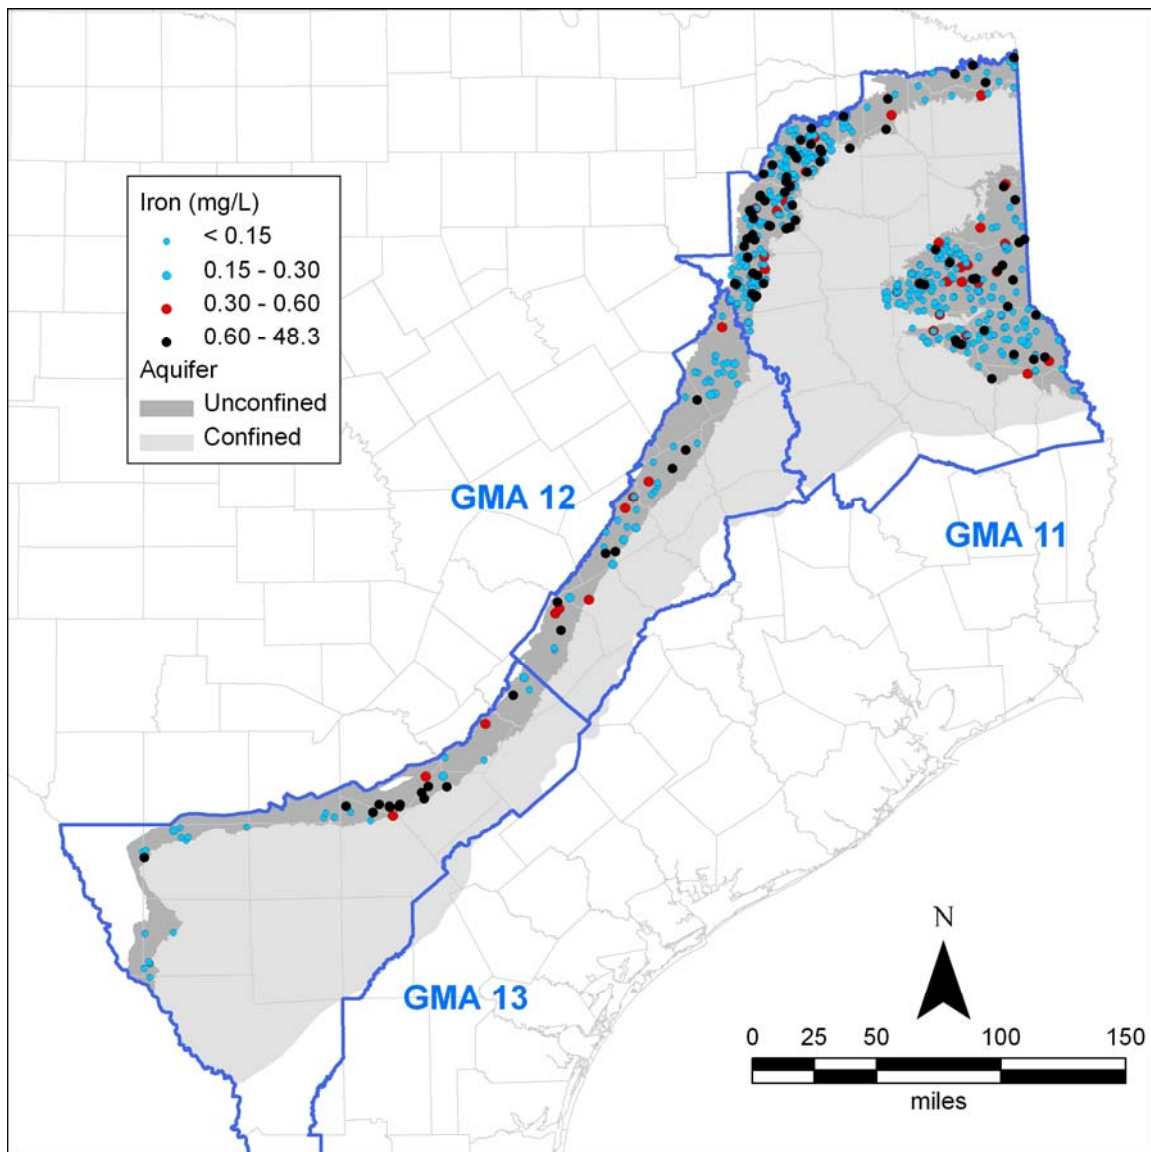 Iron (mg/L)
< 0.15
0.15 - 0.30
0.30 - 0.60
0.60 - 48.3
Aquifer
Unconfined
Confined
GMA 12
GMA 11
GMA 13
N
0 25 50 100 150
miles